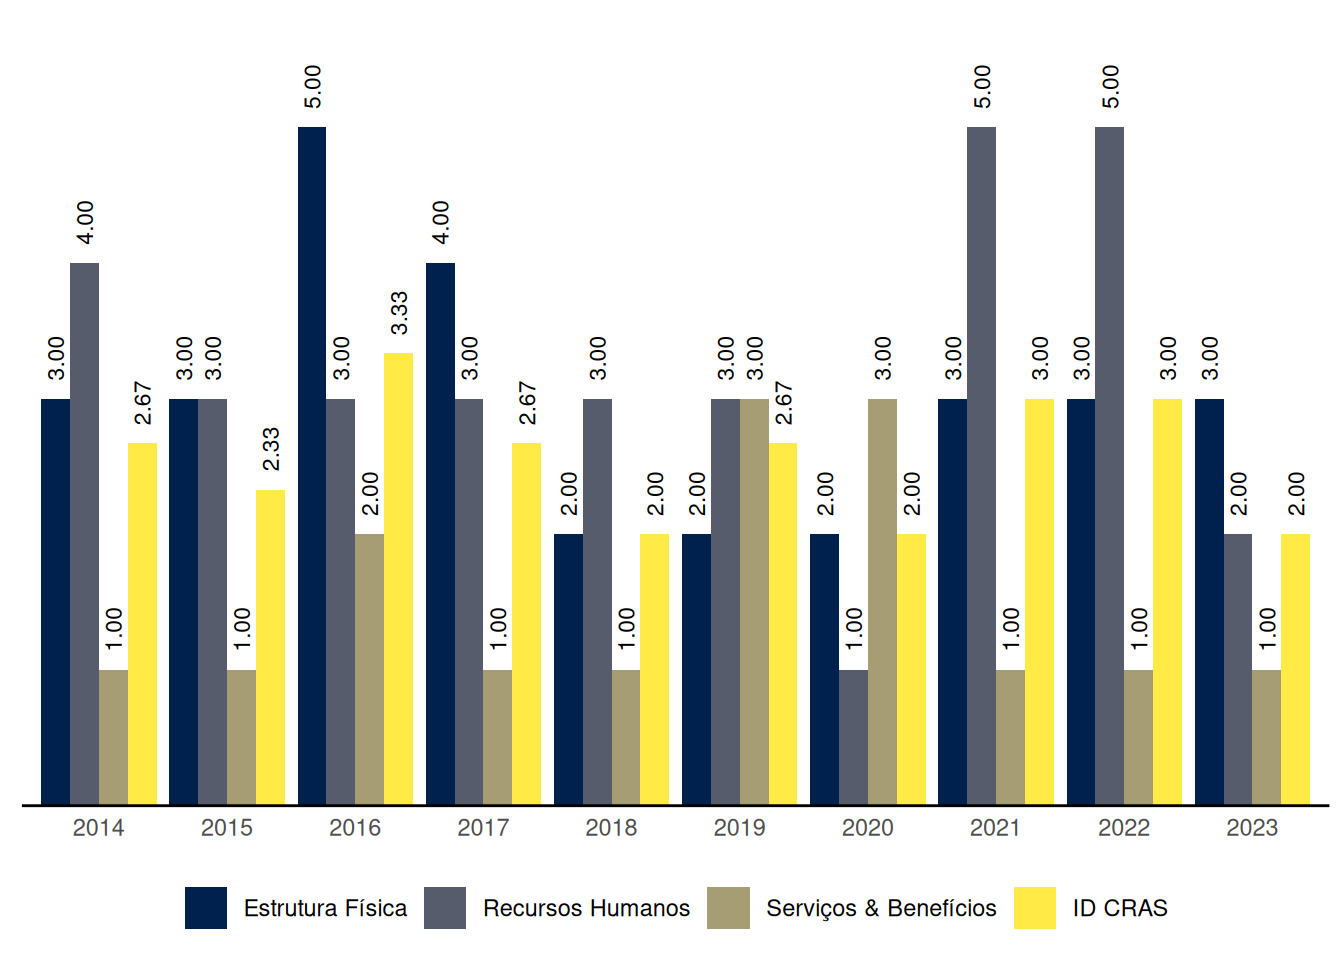 5.00 5.00 5.00
4.00 4.00
3.33
3.00 3.00 3.00 3.00 3.00 3.00 3.00 3.00 3.00 3.00 3.00 3.00 3.00 3.00
2.67 2.67 2.67
2.33
2.00 2.00 2.00 2.00 2.00 2.00 2.00 2.00
1.00 1.00 1.00 1.00 1.00 1.00 1.00 1.00
2014 2015 2016 2017 2018 2019 2020 2021 2022 2023
Estrutura Física Recursos Humanos Serviços & Benefícios ID CRAS